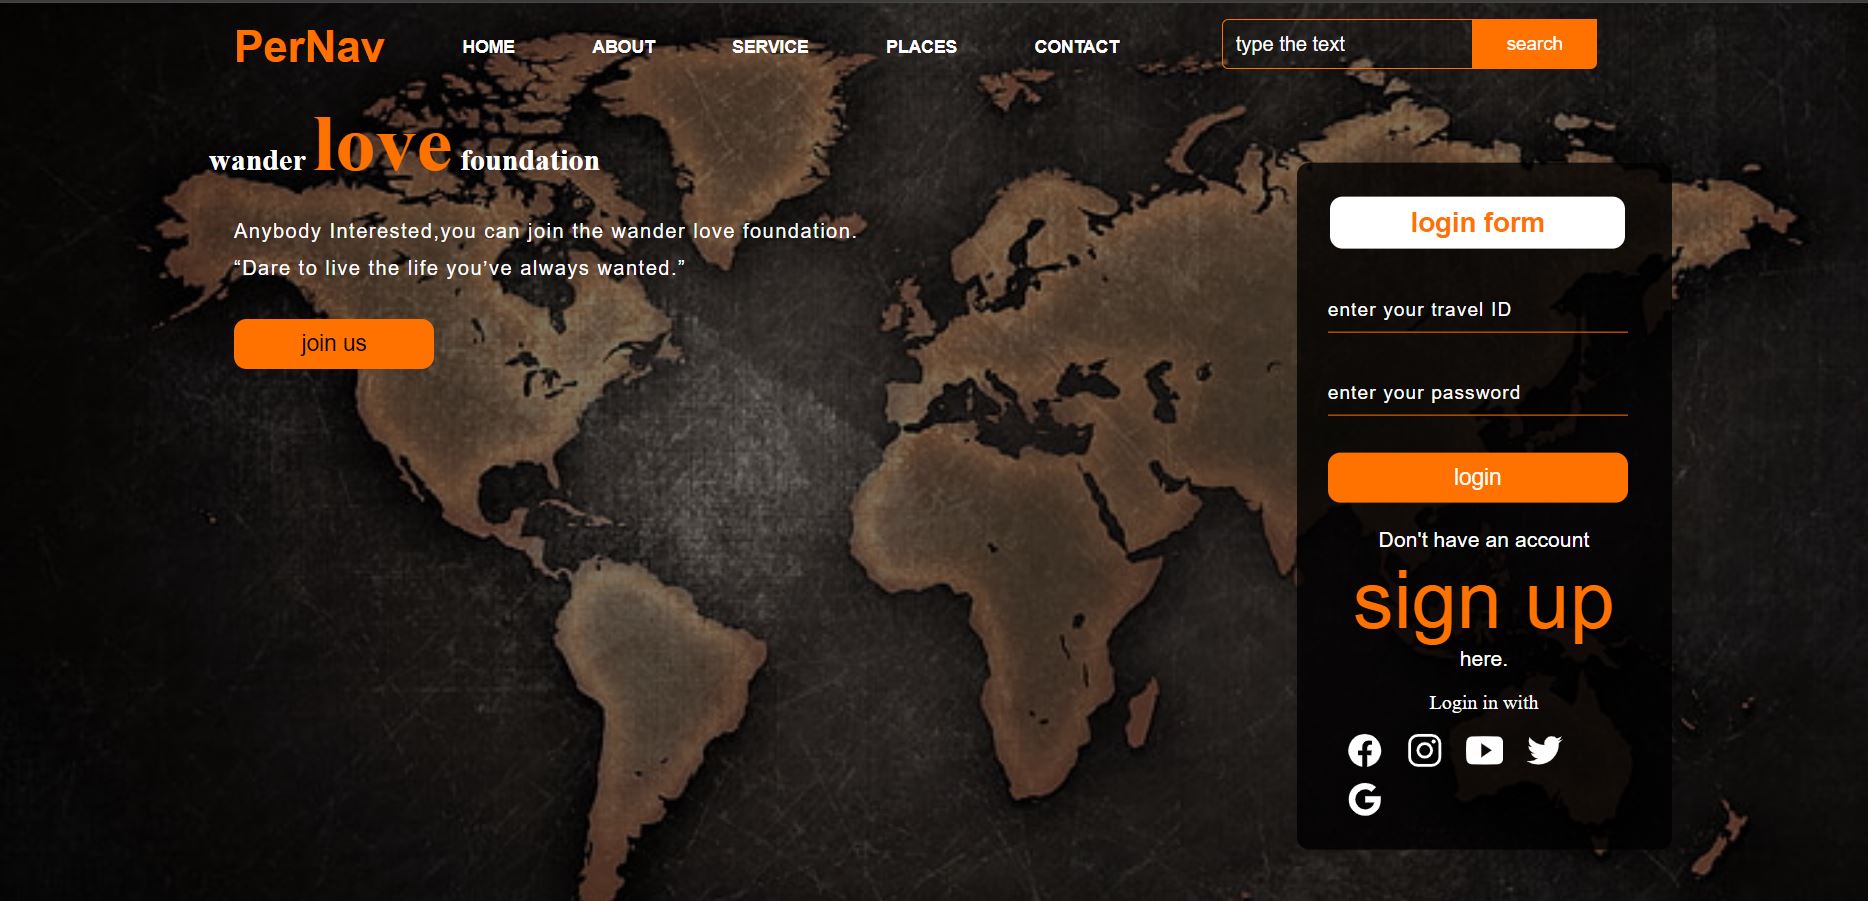 PerNav
HOME ABOUT SERVICE PLACES CONTACT
type the text search
wander love foundation
Anybody Interested,you can join the wander love foundation.
“Dare to live the life you’ve always wanted.”
join us
login form
enter your travel ID
enter your password
login
Don't have an account
sign up
here.
Login in with